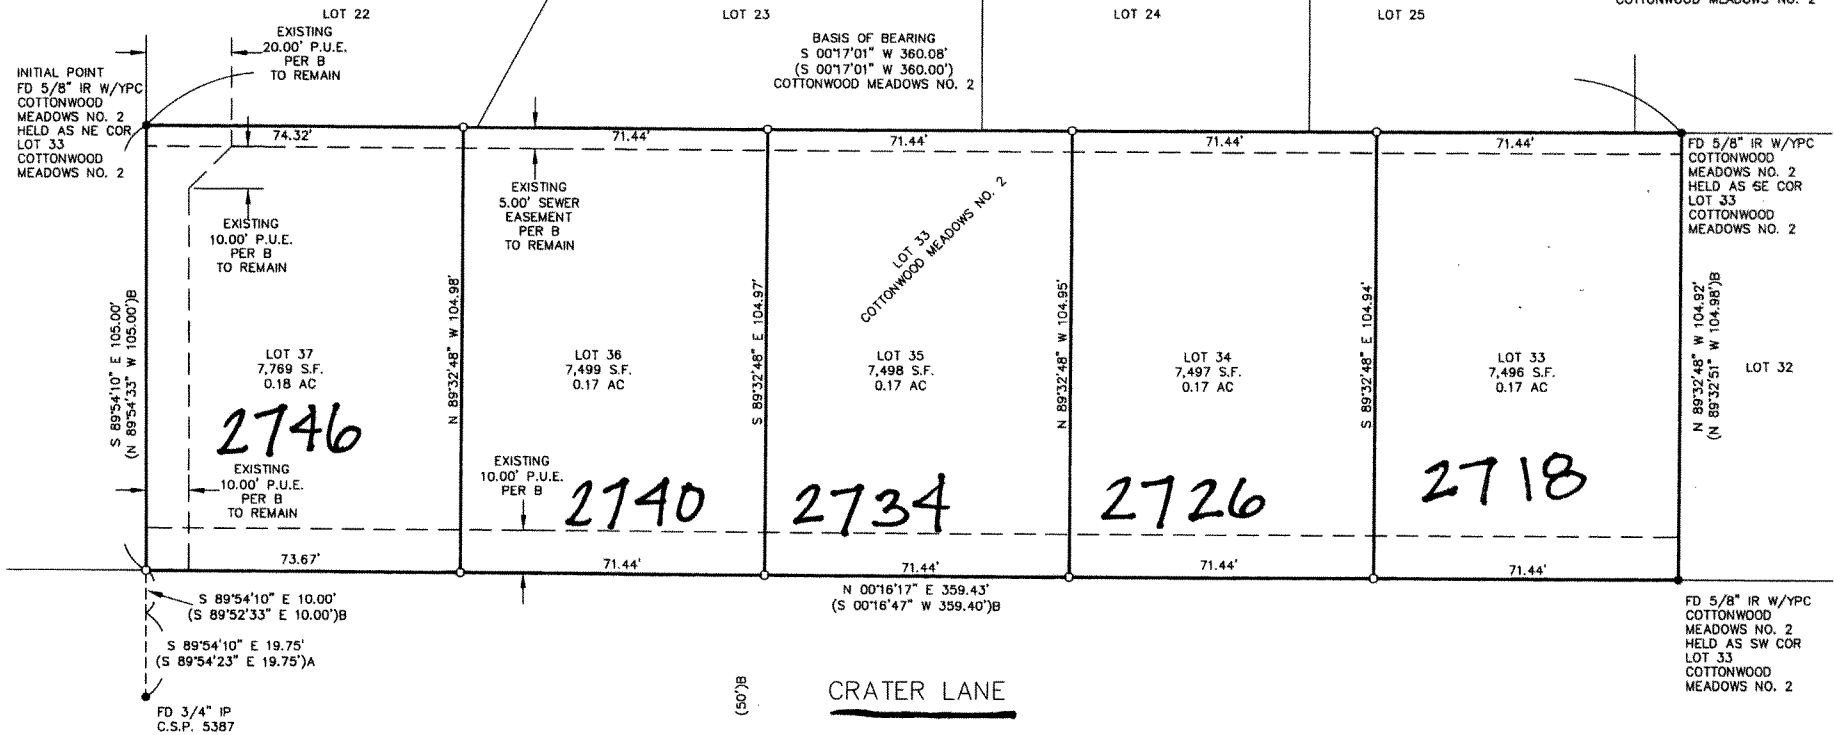 LOT 22
LOT 23
LOT 24
LOT 25
COTTONWOOD MEADOWS NO. 2
EXISTING
20.00' P.U.E.
PER B
TO REMAIN
BASIS OF BEARING
S 00°17'01" W 360.08'
(S 00°17'01" W 360.00')
COTTONWOOD MEADOWS NO. 2
INITIAL POINT
FD 5/8" IR W/YPC
COTTONWOOD
MEADOWS NO. 2
HELD AS NE COR
LOT 33
COTTONWOOD
MEADOWS NO. 2
74.32'
71.44'
71.44'
71.44'
71.44'
FD 5/8" IR W/YPC
COTTONWOOD
MEADOWS NO. 2
HELD AS SE COR
LOT 33
COTTONWOOD
MEADOWS NO. 2
EXISTING
10.00' P.U.E.
PER B
TO REMAIN
EXISTING
5.00' SEWER
EASEMENT
PER B
TO REMAIN
LOT 33
COTTONWOOD MEADOWS NO. 2
S 89°54'10" E 105.00'
(N 89°54'33" W 105.00')B
N 89°32'48" W 104.98'
S 89°32'48" E 104.97'
N 89°32'48" W 104.95'
S 89°32'48" E 104.94'
N 89°32'48" W 104.92'
(N 89°32'51" W 104.98')B
LOT 37
7,769 S.F.
0.18 AC
LOT 36
7,499 S.F.
0.17 AC
LOT 35
7,498 S.F.
0.17 AC
LOT 34
7,497 S.F.
0.17 AC
LOT 33
7,496 S.F.
0.17 AC
LOT 32
2746
2740
2734
2726
2718
EXISTING
10.00' P.U.E.
PER B
TO REMAIN
EXISTING
10.00' P.U.E.
PER B
73.67'
71.44'
71.44'
71.44'
71.44'
N 00°16'17" E 359.43'
(S 00°16'47" W 359.40')B
S 89°54'10" E 10.00'
(S 89°52'33" E 10.00')B
S 89°54'10" E 19.75'
(S 89°54'23" E 19.75')A
FD 3/4" IP
C.S.P. 5387
(50')B
CRATER LANE
FD 5/8" IR W/YPC
COTTONWOOD
MEADOWS NO. 2
HELD AS SW COR
LOT 33
COTTONWOOD
MEADOWS NO. 2